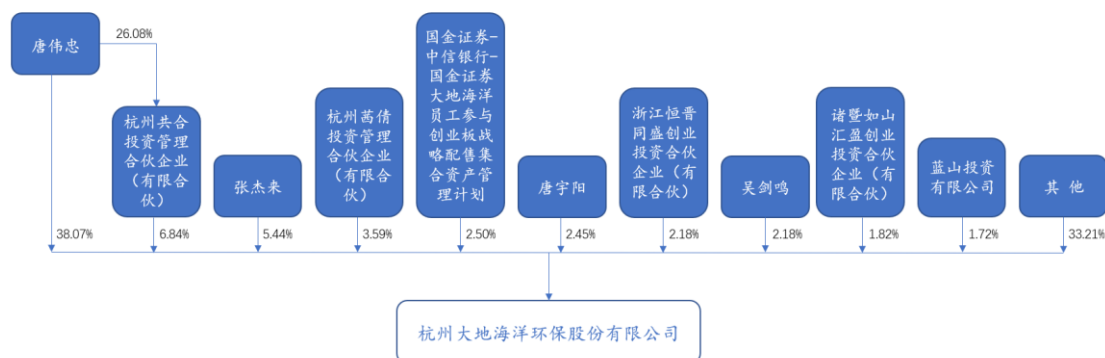 唐伟忠
26.08%
杭州共合
投资管理
合伙企业
（有限合
伙）
张杰来
杭州茜倩
投资管理
合伙企业
（有限合
伙）
国金证券-
中信银行-
国金证券
大地海洋
员工参与
创业板战
略配售集
合资产管
理计划
唐宇阳
浙江恒晋
同盛创业
投资合伙
企业（有
限合伙）
吴剑鸣
诸暨如山
汇盈创业
投资合伙
企业（有
限合伙）
蓝山投资
有限公司
其 他
38.07%
6.84%
5.44%
3.59%
2.50%
2.45%
2.18%
2.18%
1.82%
1.72%
33.21%
杭州大地海洋环保股份有限公司